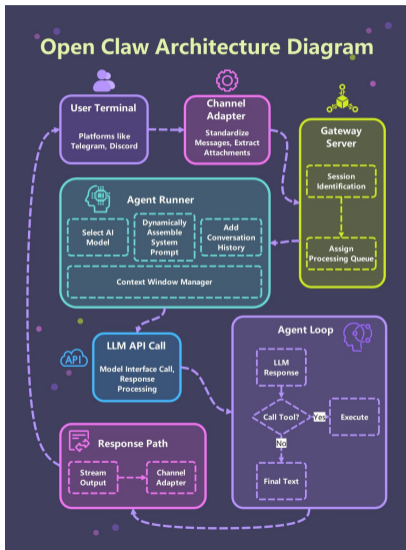 Open Claw Architecture Diagram
User Terminal
Platforms like
Telegram, Discord
Channel
Adapter
Standardize
Messages, Extract
Attachments
Gateway
Server
Session
Identification
Assign
Processing Queue
AI
Agent Runner
Select AI
Model
Dynamically
Assemble
System
Prompt
Add
Conversation
History
Context Window Manager
API
LLM API Call
Model Interface Call,
Response
Processing
Agent Loop
LLM
Response
Call Tool?
Yes
Execute
No
Final Text
Response Path
Stream
Output
Channel
Adapter